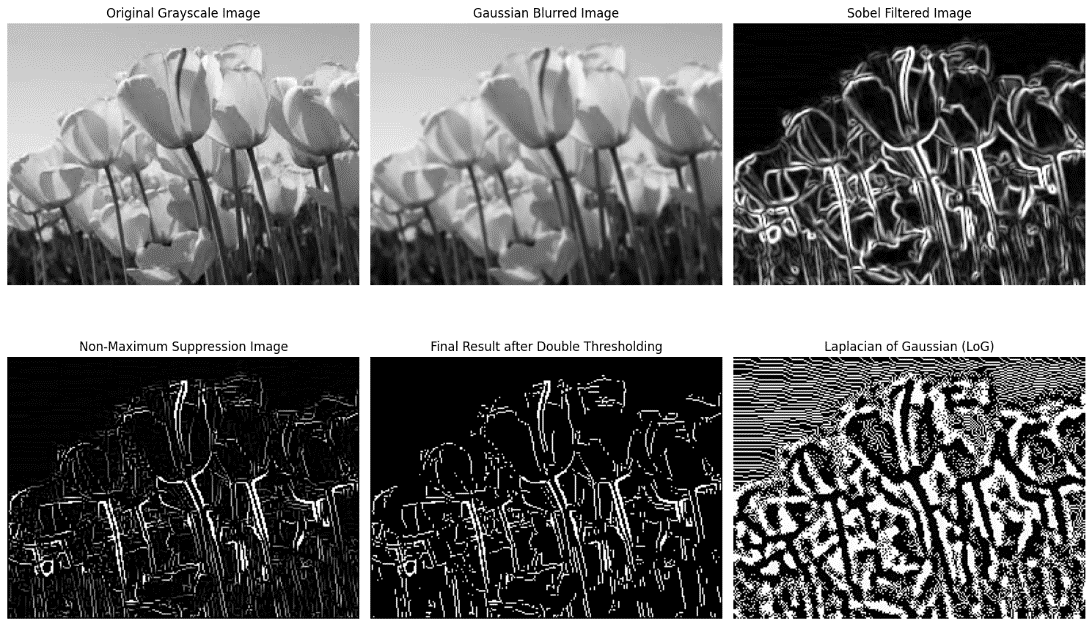 Original Grayscale Image
Gaussian Blurred Image
Sobel Filtered Image
Non-Maximum Suppression Image
Final Result after Double Thresholding
Laplacian of Gaussian (LoG)